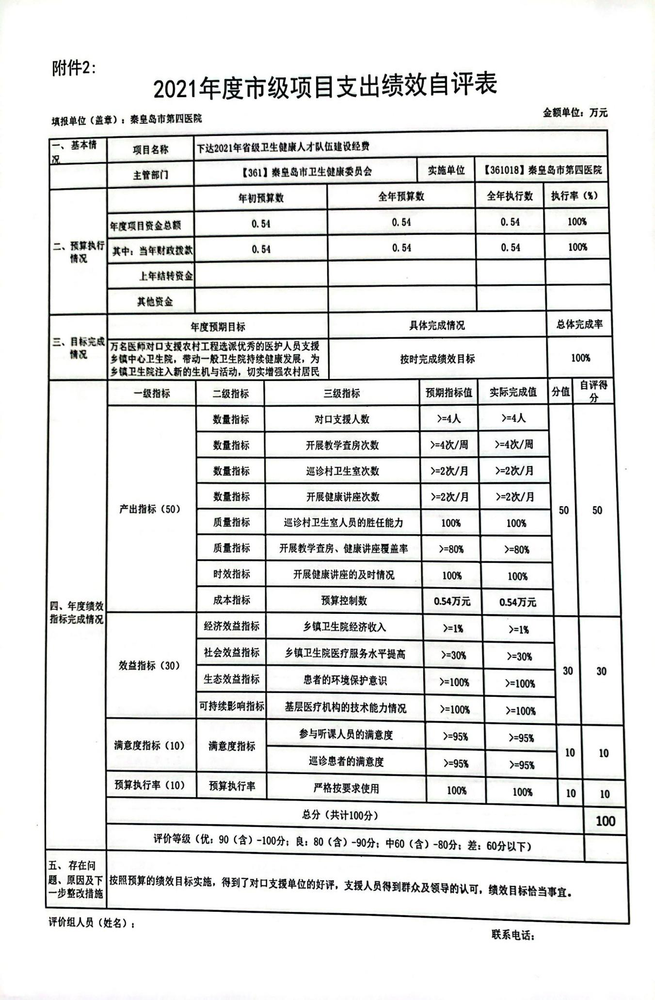 附件2：
2021年度市级项目支出绩效自评表
填报单位（盖章）：秦皇岛市第四医院
金额单位：万元
一、基本情况
项目名称 下达2021年省级卫生健康人才队伍建设经费
主管部门 【361】秦皇岛市卫生健康委员会 实施单位 【361018】秦皇岛市第四医院
二、预算执行情况
年初预算数 全年预算数 全年执行数 执行率（%）
年度项目资金总额 0.54 0.54 0.54 100%
其中：当年财政拨款 0.54 0.54 0.54 100%
上年结转资金
其他资金
三、目标完成情况
年度预期目标 具体完成情况 总体完成率
万名医师对口支援农村工程选派优秀的医护人员支援
乡镇中心卫生院，带动一般卫生院持续健康发展，为
乡镇卫生院注入新的生机与活动，切实增强农村居民
按时完成绩效目标 100%
四、年度绩效指标完成情况
一级指标 二级指标 三级指标 预期指标值 实际完成值 分值 自评得分
产出指标（50） 50 50
数量指标 对口支援人数 >=4人 >=4人
数量指标 开展教学查房次数 >=4次/周 >=4次/周
数量指标 巡诊村卫生室次数 >=2次/月 >=2次/月
数量指标 开展健康讲座次数 >=2次/月 >=2次/月
质量指标 巡诊村卫生室人员的胜任能力 100% 100%
质量指标 开展教学查房、健康讲座覆盖率 >=80% >=80%
时效指标 开展健康讲座的及时情况 100% 100%
成本指标 预算控制数 0.54万元 0.54万元
效益指标（30） 30 30
经济效益指标 乡镇卫生院经济收入 >=1% >=1%
社会效益指标 乡镇卫生院医疗服务水平提高 >=30% >=30%
生态效益指标 患者的环境保护意识 >=100% >=100%
可持续影响指标 基层医疗机构的技术能力情况 >=100% >=100%
满意度指标（10） 满意度指标 10 10
参与听课人员的满意度 >=95% >=95%
巡诊患者的满意度 >=95% >=95%
预算执行率（10） 预算执行率 严格按要求使用 100% 100% 10 10
总分（共计100分） 100
评价等级（优：90（含）-100分；良：80（含）-90分；中60（含）-80分；差：60分以下）
五、存在问
题、原因及下
一步整改措施
按照预算的绩效目标实施，得到了对口支援单位的好评，支援人员得到群众及领导的认可，绩效目标恰当事宜。
评价组人员（姓名）：
联系电话：